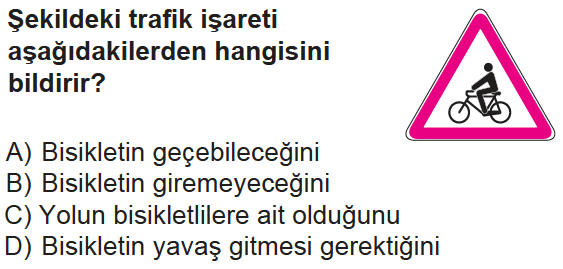 Şekildeki trafik işareti
aşağıdakilerden hangisini
bildirir?
A) Bisikletin geçebileceğini
B) Bisikletin giremeyeceğini
C) Yolun bisikletlilere ait olduğunu
D) Bisikletin yavaş gitmesi gerektiğini